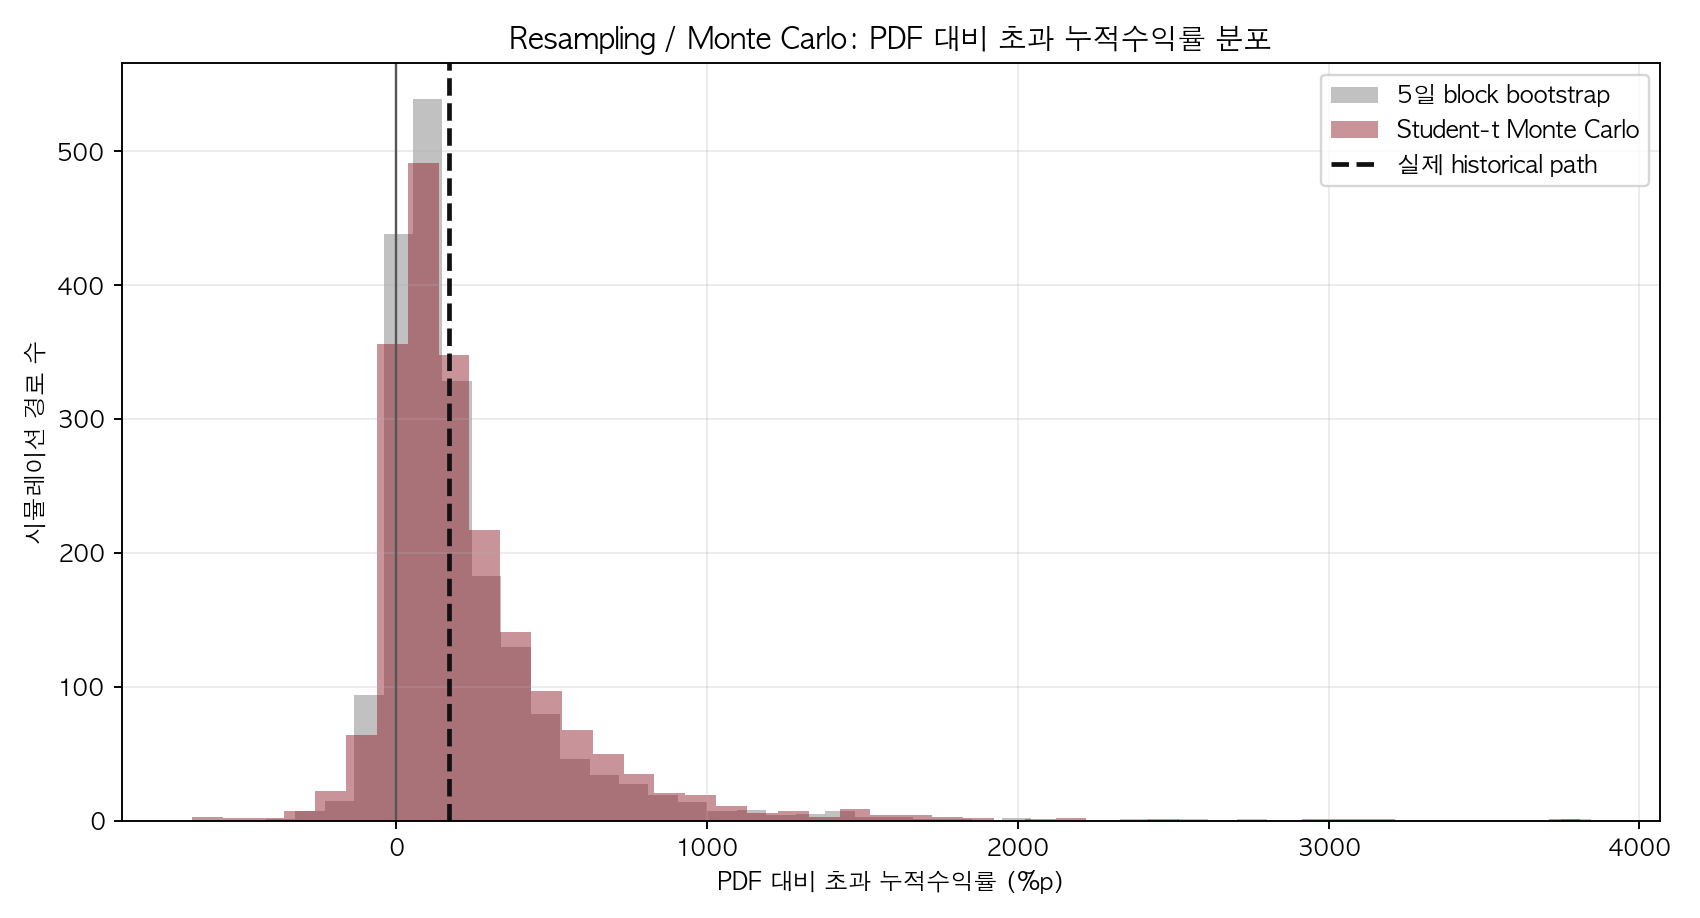 Resampling / Monte Carlo: PDF 대비 초과 누적수익률 분포
5일 block bootstrap
Student-t Monte Carlo
실제 historical path
시뮬레이션 경로 수
500
400
300
200
100
0
0 1000 2000 3000 4000
PDF 대비 초과 누적수익률 (%p)